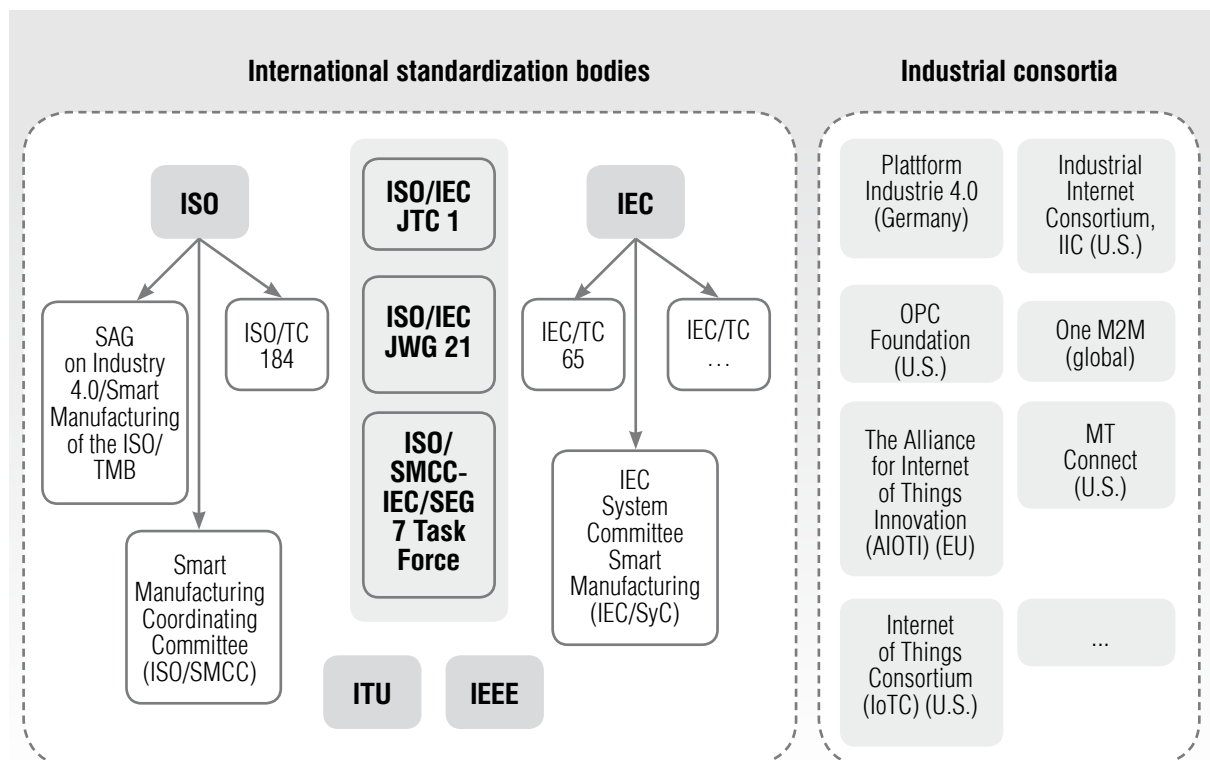 International standardization bodies
Industrial consortia
ISO
SAG
on Industry
4.0/Smart
Manufacturing
of the ISO/
TMB
ISO/TC
184
Smart
Manufacturing
Coordinating
Committee
(ISO/SMCC)
ISO/IEC
JTC 1
ISO/IEC
JWG 21
ISO/
SMCC-
IEC/SEG
7 Task
Force
IEC
IEC/TC
65
IEC/TC
...
IEC
System
Committee
Smart
Manufacturing
(IEC/SyC)
ITU
IEEE
Plattform
Industrie 4.0
(Germany)
Industrial
Internet
Consortium,
IIC (U.S.)
OPC
Foundation
(U.S.)
One M2M
(global)
The Alliance
for Internet
of Things
Innovation
(AIOTI) (EU)
MT
Connect
(U.S.)
Internet
of Things
Consortium
(IoTC) (U.S.)
...